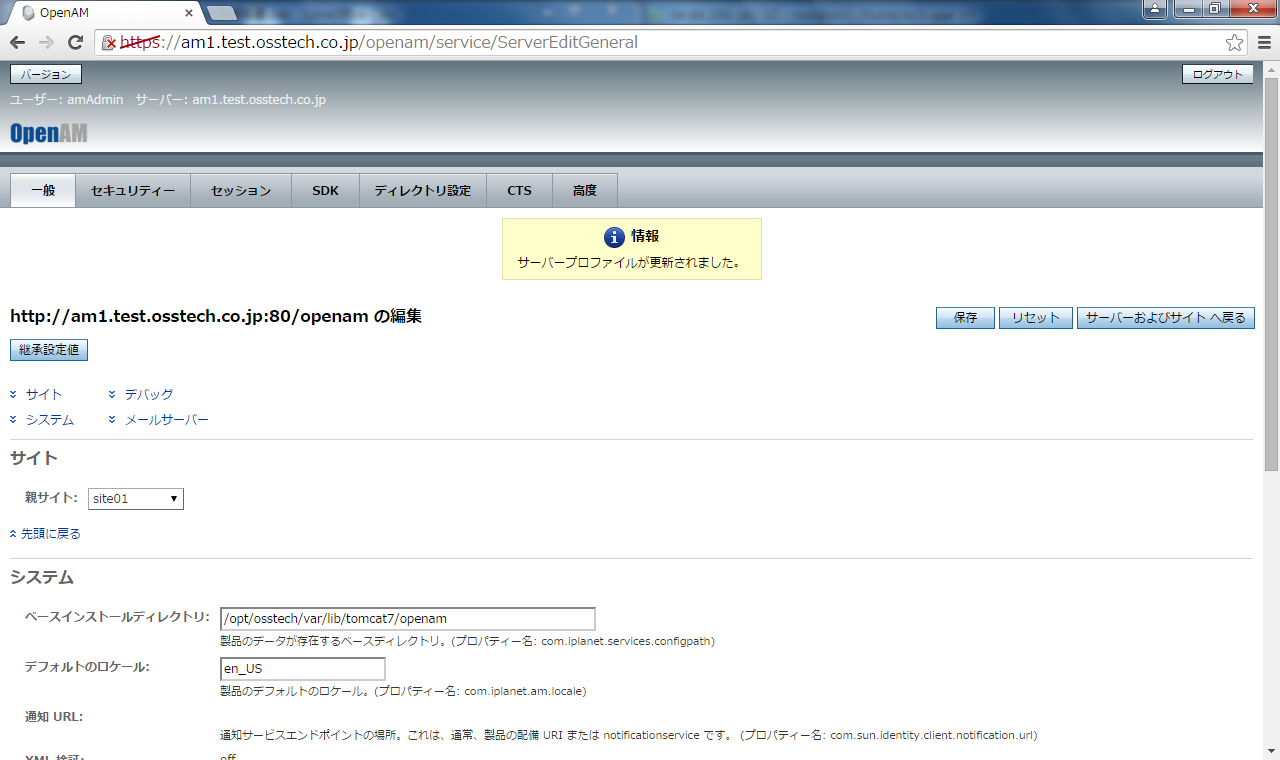 OpenAM
https://am1.test.osstech.co.jp/openam/service/ServerEditGeneral
バージョン ログアウト
ユーザー: amAdmin サーバー: am1.test.osstech.co.jp
OpenAM
一般 セキュリティー セッション SDK ディレクトリ設定 CTS 高度
情報
サーバープロファイルが更新されました。
http://am1.test.osstech.co.jp:80/openam の編集 保存 リセット サーバーおよびサイト へ戻る
継承設定値
サイト デバッグ
システム メールサーバー
サイト
親サイト: site01
先頭に戻る
システム
ベースインストールディレクトリ: /opt/osstech/var/lib/tomcat7/openam
製品のデータが存在するベースディレクトリ。(プロパティー名: com.iplanet.services.configpath)
デフォルトのロケール: en_US
製品のデフォルトのロケール。(プロパティー名: com.iplanet.am.locale)
通知 URL:
通知サービスエンドポイントの場所。これは、通常、製品の配備 URI または notificationservice です。 (プロパティー名: com.sun.identity.client.notification.url)
XML 検証: off